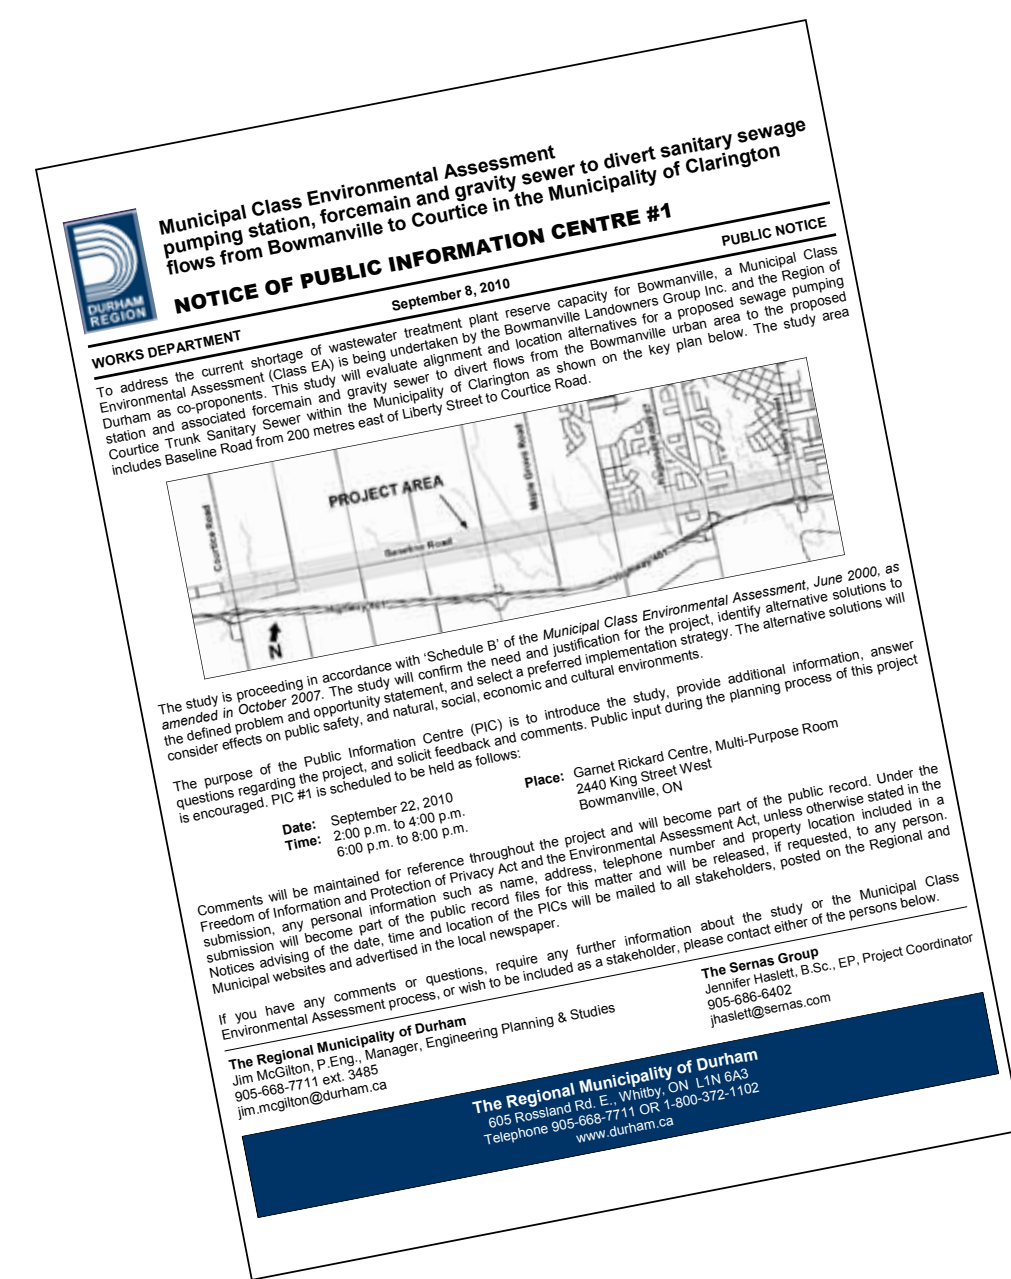 Municipal Class Environmental Assessment
pumping station, forcemain and gravity sewer to divert sanitary sewage
flows from Bowmanville to Courtice in the Municipality of Clarington
DURHAM
REGION
NOTICE OF PUBLIC INFORMATION CENTRE #1
WORKS DEPARTMENT
September 8, 2010
PUBLIC NOTICE
To address the current shortage of wastewater treatment plant reserve capacity for Bowmanville, a Municipal Class
Environmental Assessment (Class EA) is being undertaken by the Bowmanville Landowners Group Inc. and the Region of
Durham as co-proponents. This study will evaluate alignment and location alternatives for a proposed sewage pumping
station and associated forcemain and gravity sewer to divert flows from the Bowmanville urban area to the proposed
Courtice Trunk Sanitary Sewer within the Municipality of Clarington as shown on the key plan below. The study area
includes Baseline Road from 200 metres east of Liberty Street to Courtice Road.
Courtice Road
PROJECT AREA
Maple Grove Road
Baseline Road
Highway 401
Highway 401
N
The study is proceeding in accordance with ‘Schedule B’ of the Municipal Class Environmental Assessment, June 2000, as
amended in October 2007. The study will confirm the need and justification for the project, identify alternative solutions to
the defined problem and opportunity statement, and select a preferred implementation strategy. The alternative solutions will
consider effects on public safety, and natural, social, economic and cultural environments.
The purpose of the Public Information Centre (PIC) is to introduce the study, provide additional information, answer
questions regarding the project, and solicit feedback and comments. Public input during the planning process of this project
is encouraged. PIC #1 is scheduled to be held as follows:
Date: September 22, 2010
Time: 2:00 p.m. to 4:00 p.m.
6:00 p.m. to 8:00 p.m.
Place: Garnet Rickard Centre, Multi-Purpose Room
2440 King Street West
Bowmanville, ON
Comments will be maintained for reference throughout the project and will become part of the public record. Under the
Freedom of Information and Protection of Privacy Act and the Environmental Assessment Act, unless otherwise stated in the
submission, any personal information such as name, address, telephone number and property location included in a
submission will become part of the public record files for this matter and will be released, if requested, to any person.
Notices advising of the date, time and location of the PICs will be mailed to all stakeholders, posted on the Regional and
Municipal websites and advertised in the local newspaper.
If you have any comments or questions, require any further information about the study or the Municipal Class
Environmental Assessment process, or wish to be included as a stakeholder, please contact either of the persons below.
The Regional Municipality of Durham
Jim McGilton, P.Eng., Manager, Engineering Planning & Studies
905-668-7711 ext. 3485
jim.mcgilton@durham.ca
The Sernas Group
Jennifer Haslett, B.Sc., EP, Project Coordinator
905-686-6402
jhaslett@sernas.com
The Regional Municipality of Durham
605 Rossland Rd. E., Whitby, ON L1N 6A3
Telephone 905-668-7711 OR 1-800-372-1102
www.durham.ca